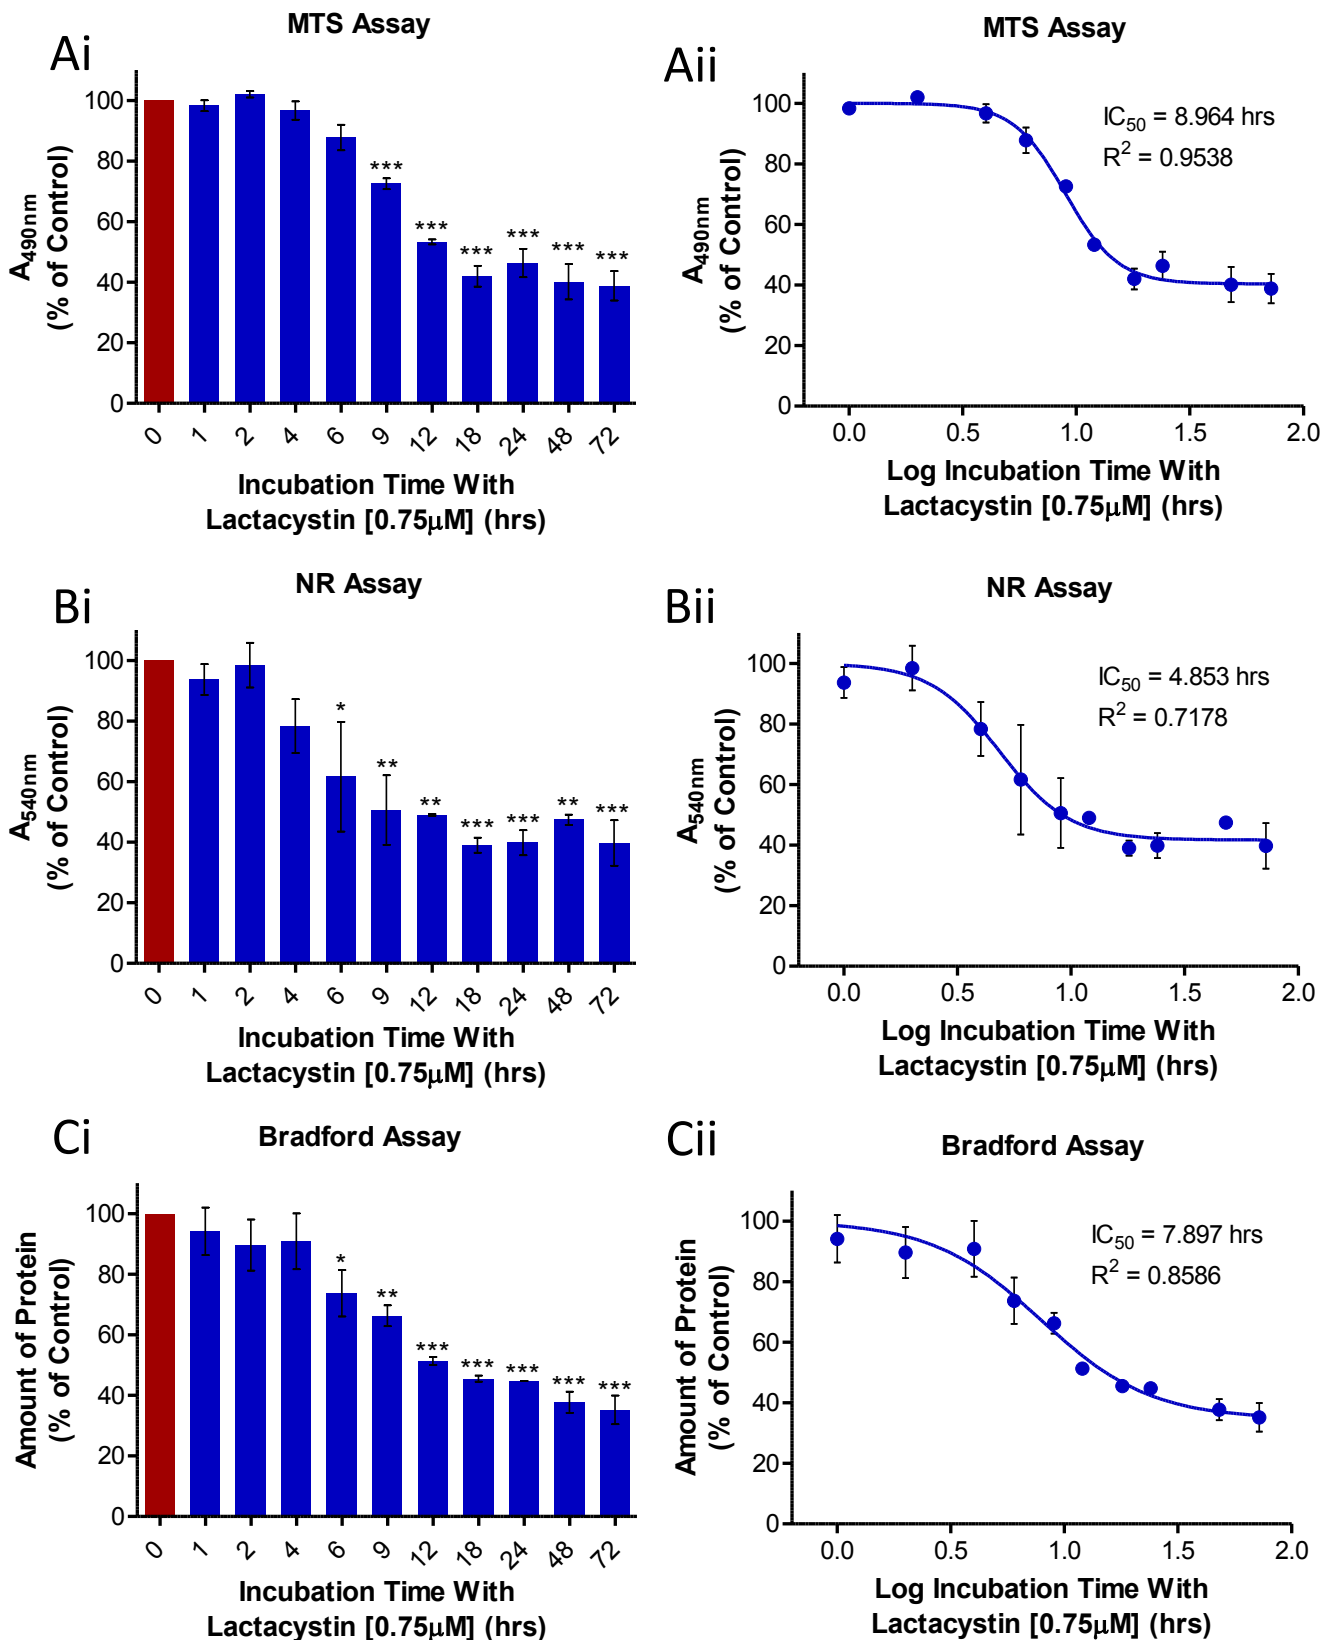 Ai
MTS Assay
100
80
60
40
20
0
A490nm
(% of Control)
***
***
***
***
***
***
0 1 2 4 6 9 12 18 24 48 72
Incubation Time With
Lactacystin [0.75μM] (hrs)
Aii
MTS Assay
IC50 = 8.964 hrs
R2 = 0.9538
100
80
60
40
20
0
A490nm
(% of Control)
0.0 0.5 1.0 1.5 2.0
Log Incubation Time With
Lactacystin [0.75μM] (hrs)
Bi
NR Assay
100
80
60
40
20
0
A540nm
(% of Control)
*
**
**
***
***
**
***
0 1 2 4 6 9 12 18 24 48 72
Incubation Time With
Lactacystin [0.75μM] (hrs)
Bii
NR Assay
IC50 = 4.853 hrs
R2 = 0.7178
100
80
60
40
20
0
A540nm
(% of Control)
0.0 0.5 1.0 1.5 2.0
Log Incubation Time With
Lactacystin [0.75μM] (hrs)
Ci
Bradford Assay
100
80
60
40
20
0
Amount of Protein
(% of Control)
*
**
***
***
***
***
***
0 1 2 4 6 9 12 18 24 48 72
Incubation Time With
Lactacystin [0.75μM] (hrs)
Cii
Bradford Assay
IC50 = 7.897 hrs
R2 = 0.8586
100
80
60
40
20
0
Amount of Protein
(% of Control)
0.0 0.5 1.0 1.5 2.0
Log Incubation Time With
Lactacystin [0.75μM] (hrs)